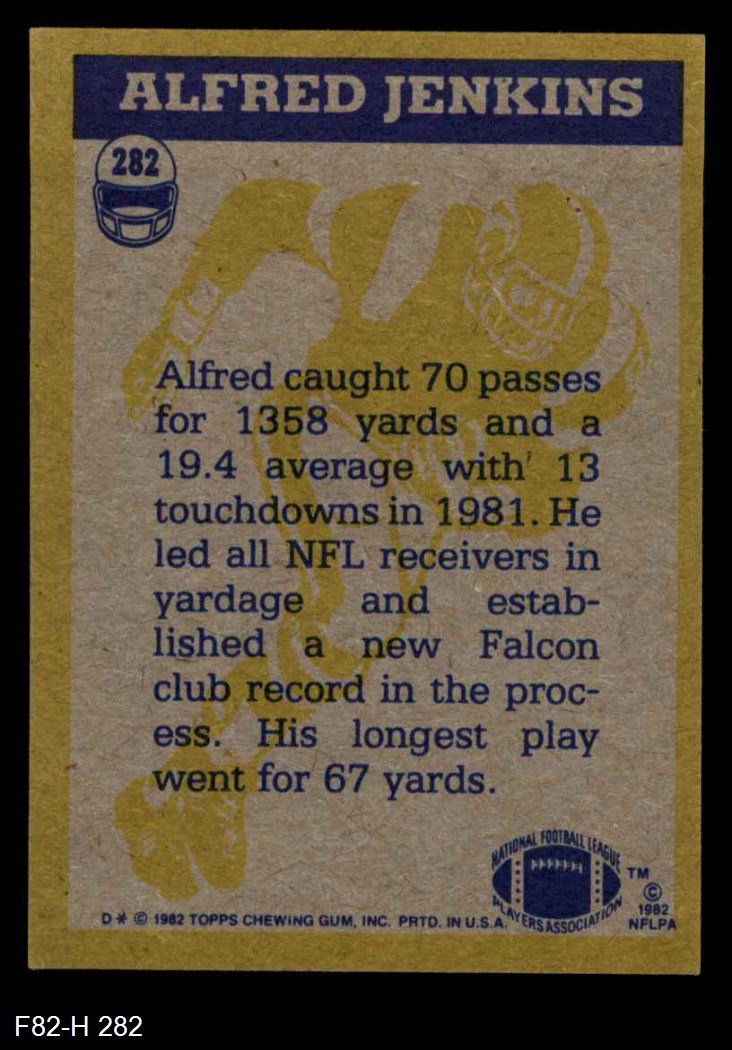 ALFRED JENKINS
282
Alfred caught 70 passes
for 1358 yards and a
19.4 average with 13
touchdowns in 1981. He
led all NFL receivers in
yardage and estab-
lished a new Falcon
club record in the proc-
ess. His longest play
went for 67 yards.
NATIONAL FOOTBALL LEAGUE
PLAYERS ASSOCIATION
TM
©
1982
NFLPA
D * © 1982 TOPPS CHEWING GUM, INC. PRTD. IN U.S.A.
F82-H 282